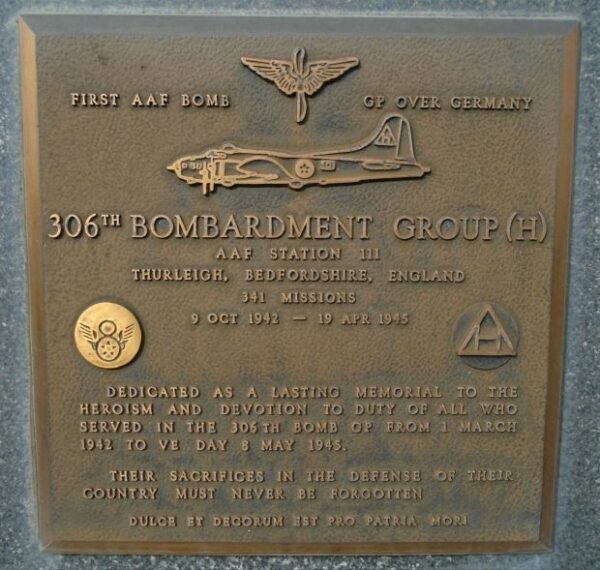 FIRST AAF BOMB GP OVER GERMANY
306TH BOMBARDMENT GROUP (H)
AAF STATION 111
THURLEIGH, BEDFORDSHIRE, ENGLAND
341 MISSIONS
9 OCT 1942 — 19 APR 1945
8
H
DEDICATED AS A LASTING MEMORIAL TO THE
HEROISM AND DEVOTION TO DUTY OF ALL WHO
SERVED IN THE 306TH BOMB GP FROM 1 MARCH
1942 TO VE DAY 8 MAY 1945.
THEIR SACRIFICES IN THE DEFENSE OF THEIR
COUNTRY MUST NEVER BE FORGOTTEN
DULCE ET DECORUM EST PRO PATRIA MORI